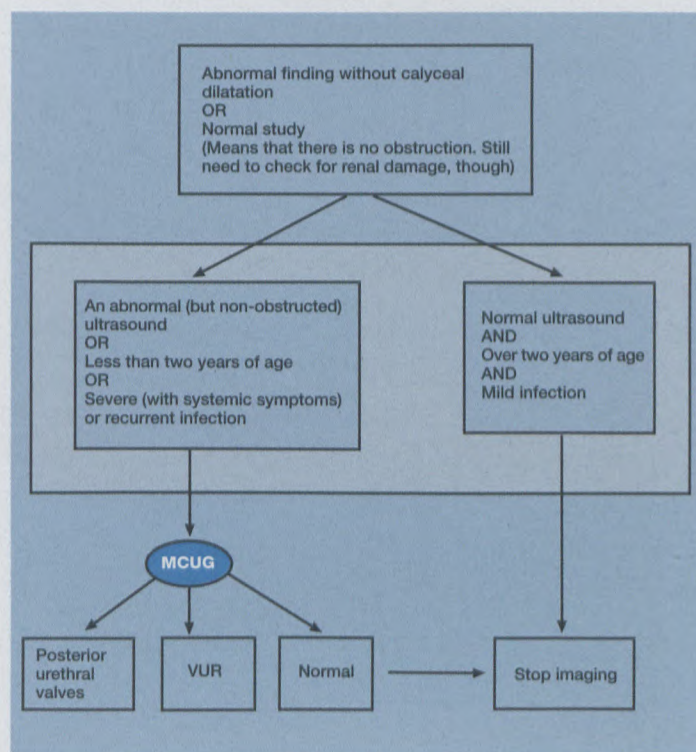 Abnormal finding without calyceal
dilatation
OR
Normal study
(Means that there is no obstruction. Still
need to check for renal damage, though)
An abnormal (but non-obstructed)
ultrasound
OR
Less than two years of age
OR
Severe (with systemic symptoms)
or recurrent infection
Normal ultrasound
AND
Over two years of age
AND
Mild infection
MCUG
Posterior
urethral
valves
VUR
Normal
Stop imaging